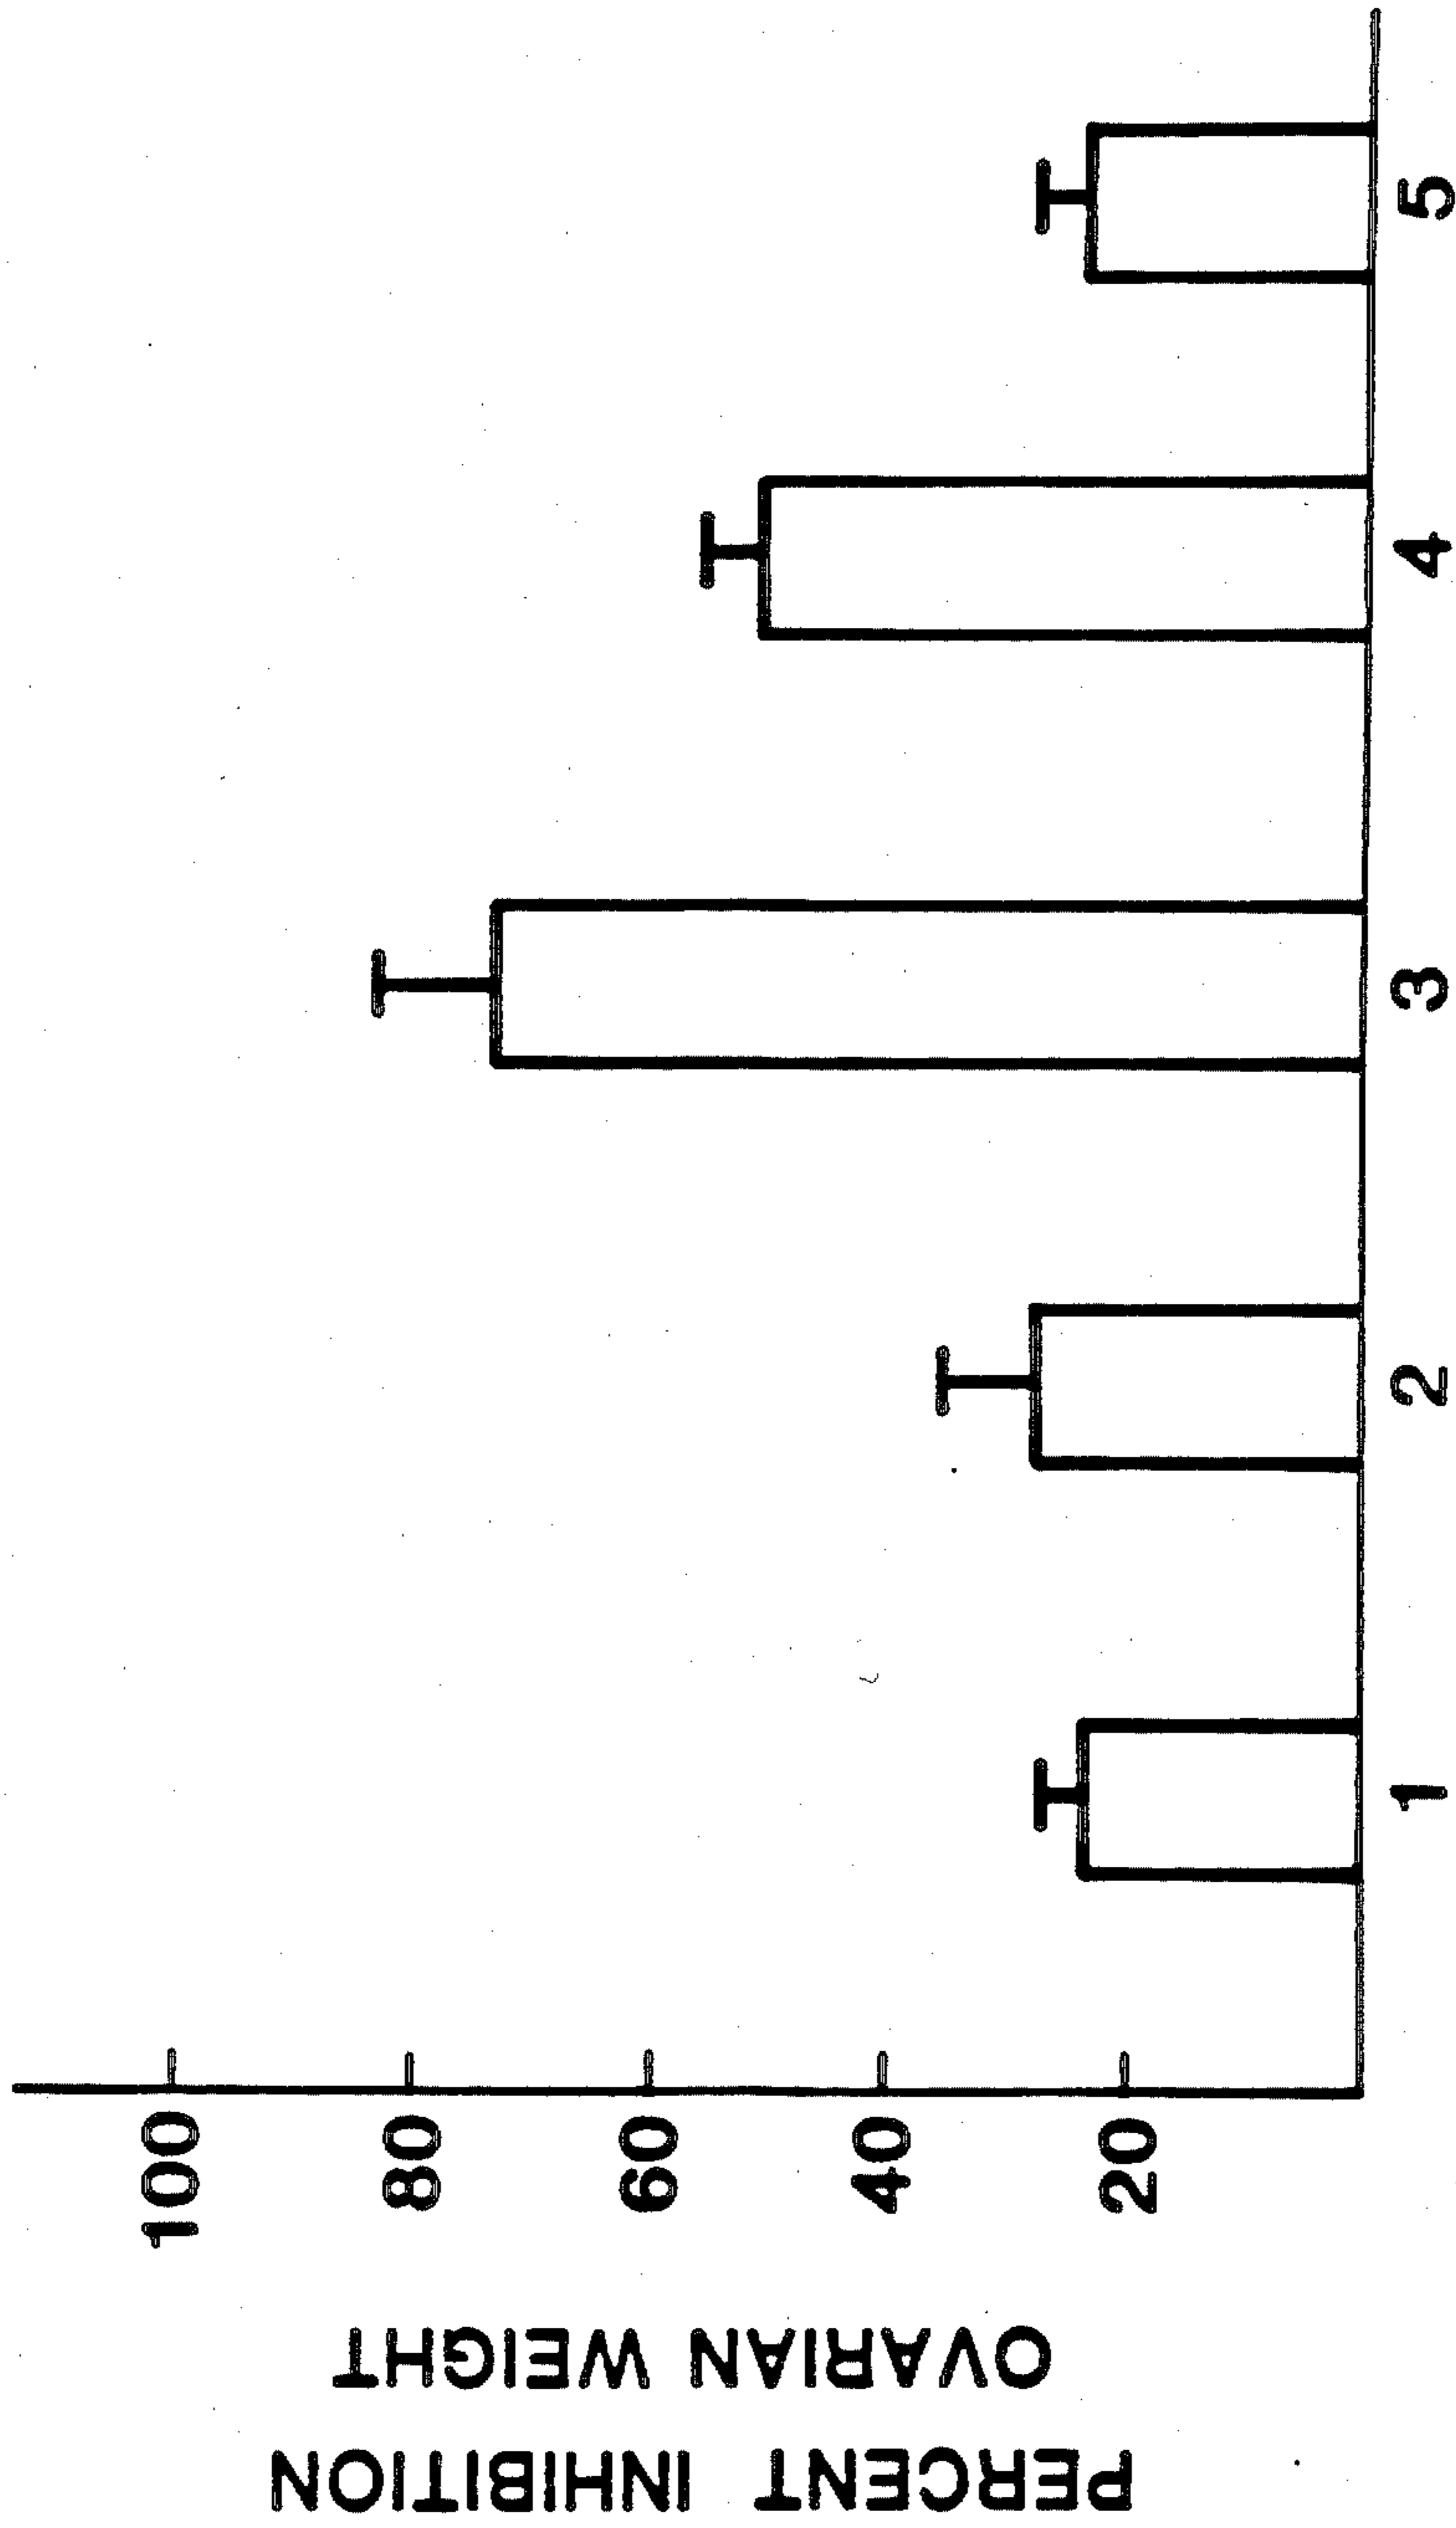 PERCENT INHIBITION
OVARIAN WEIGHT
100
80
60
40
20
1 2 3 4 5